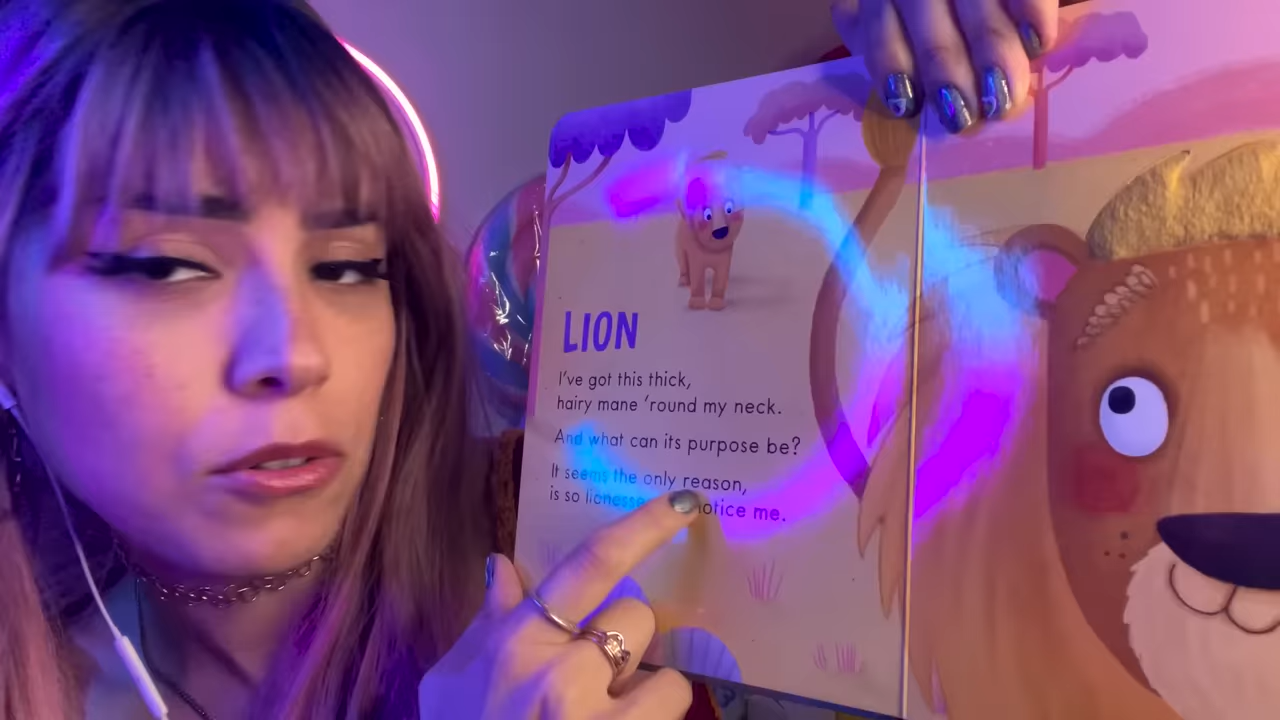 LION
I've got this thick,
hairy mane 'round my neck.
And what can its purpose be?
It seems the only reason,
is so lionesses notice me.